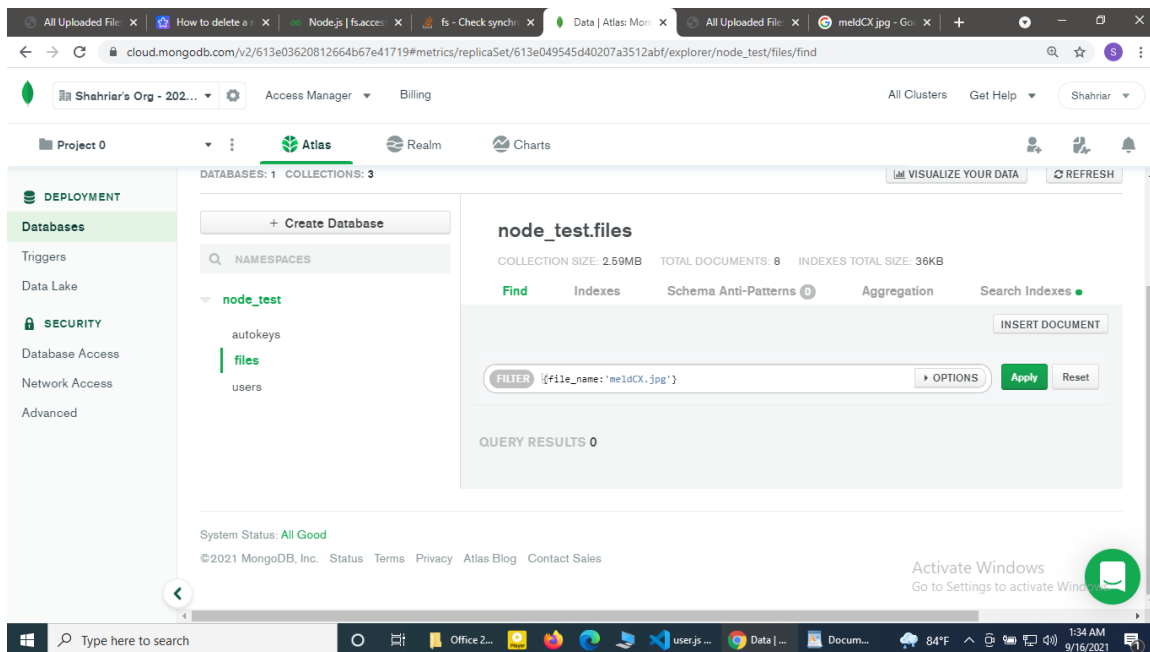 All Uploaded File
How to delete a
Node.js | fs.access
fs - Check synchr
Data | Atlas: Mon
All Uploaded File
meldCX jpg - Goo
cloud.mongodb.com/v2/613e03620812664b67e41719#metrics/replicaSet/613e049545d40207a3512abf/explorer/node_test/files/find
S
Shahriar's Org - 202...
Access Manager
Billing
All Clusters
Get Help
Shahriar
Project 0
Atlas
Realm
Charts
DATABASES: 1 COLLECTIONS: 3
VISUALIZE YOUR DATA
REFRESH
DEPLOYMENT
Databases
Triggers
Data Lake
SECURITY
Database Access
Network Access
Advanced
+ Create Database
NAMESPACES
node_test
autokeys
files
users
node_test.files
COLLECTION SIZE: 2.59MB TOTAL DOCUMENTS: 8 INDEXES TOTAL SIZE: 36KB
Find
Indexes
Schema Anti-Patterns 0
Aggregation
Search Indexes
INSERT DOCUMENT
FILTER {file_name:'meldCX.jpg'}
OPTIONS
Apply
Reset
QUERY RESULTS 0
System Status: All Good
©2021 MongoDB, Inc. Status Terms Privacy Atlas Blog Contact Sales
Activate Windows
Go to Settings to activate Windows.
Type here to search
Office 2...
user.js ...
Data | ...
Docum...
84°F
1:34 AM
9/16/2021